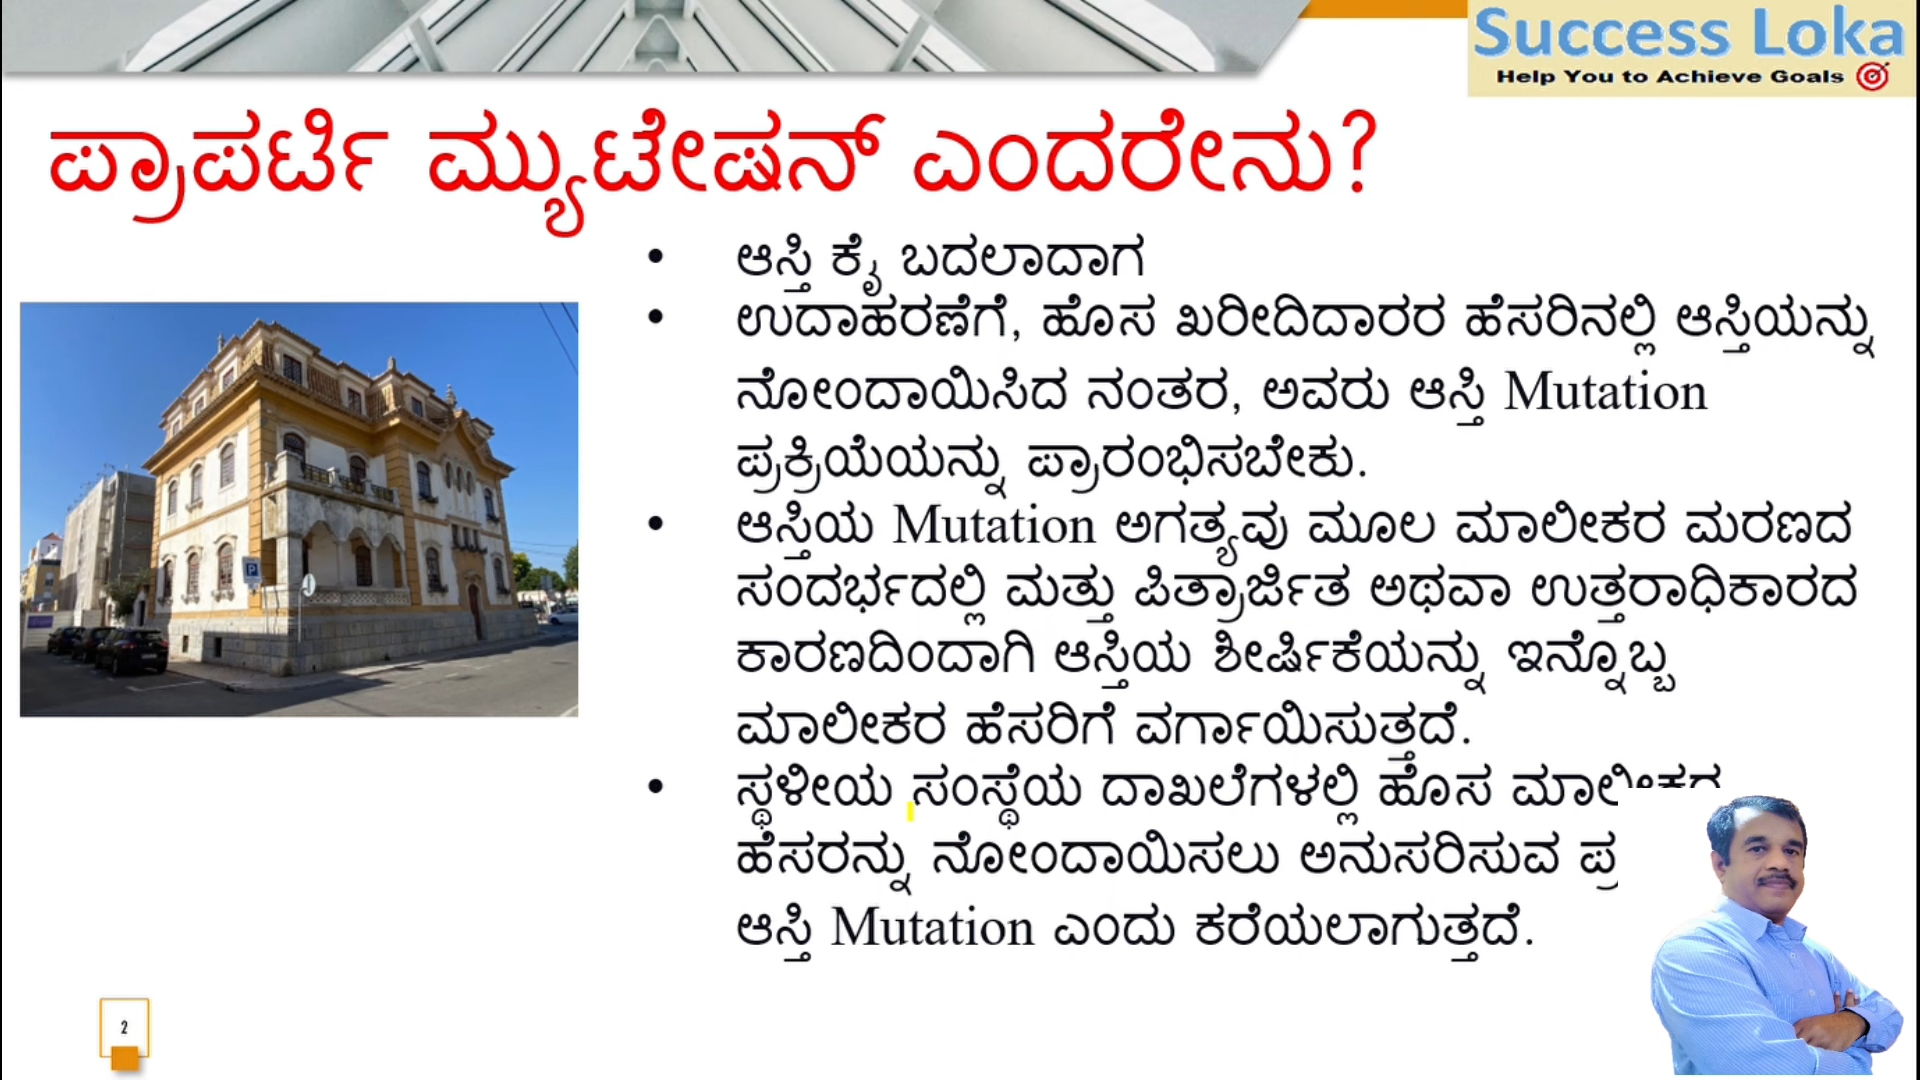 Success Loka
Help You to Achieve Goals
ಪ್ರಾಪರ್ಟಿ ಮ್ಯುಟೇಷನ್ ಎಂದರೇನು?
• ಆಸ್ತಿ ಕೈ ಬದಲಾದಾಗ
• ಉದಾಹರಣೆಗೆ, ಹೊಸ ಖರೀದಿದಾರರ ಹೆಸರಿನಲ್ಲಿ ಆಸ್ತಿಯನ್ನು
ನೋಂದಾಯಿಸಿದ ನಂತರ, ಅವರು ಆಸ್ತಿ Mutation
ಪ್ರಕ್ರಿಯೆಯನ್ನು ಪ್ರಾರಂಭಿಸಬೇಕು.
• ಆಸ್ತಿಯ Mutation ಅಗತ್ಯವು ಮೂಲ ಮಾಲೀಕರ ಮರಣದ
ಸಂದರ್ಭದಲ್ಲಿ ಮತ್ತು ಪಿತ್ರಾರ್ಜಿತ ಅಥವಾ ಉತ್ತರಾಧಿಕಾರದ
ಕಾರಣದಿಂದಾಗಿ ಆಸ್ತಿಯ ಶೀರ್ಷಿಕೆಯನ್ನು ಇನ್ನೊಬ್ಬ
ಮಾಲೀಕರ ಹೆಸರಿಗೆ ವರ್ಗಾಯಿಸುತ್ತದೆ.
• ಸ್ಥಳೀಯ ಸಂಸ್ಥೆಯ ದಾಖಲೆಗಳಲ್ಲಿ ಹೊಸ ಮಾಲೀಕರ
ಹೆಸರನ್ನು ನೋಂದಾಯಿಸಲು ಅನುಸರಿಸುವ
ಆಸ್ತಿ Mutation ಎಂದು ಕರೆಯಲಾಗುತ್ತದೆ.
P
2